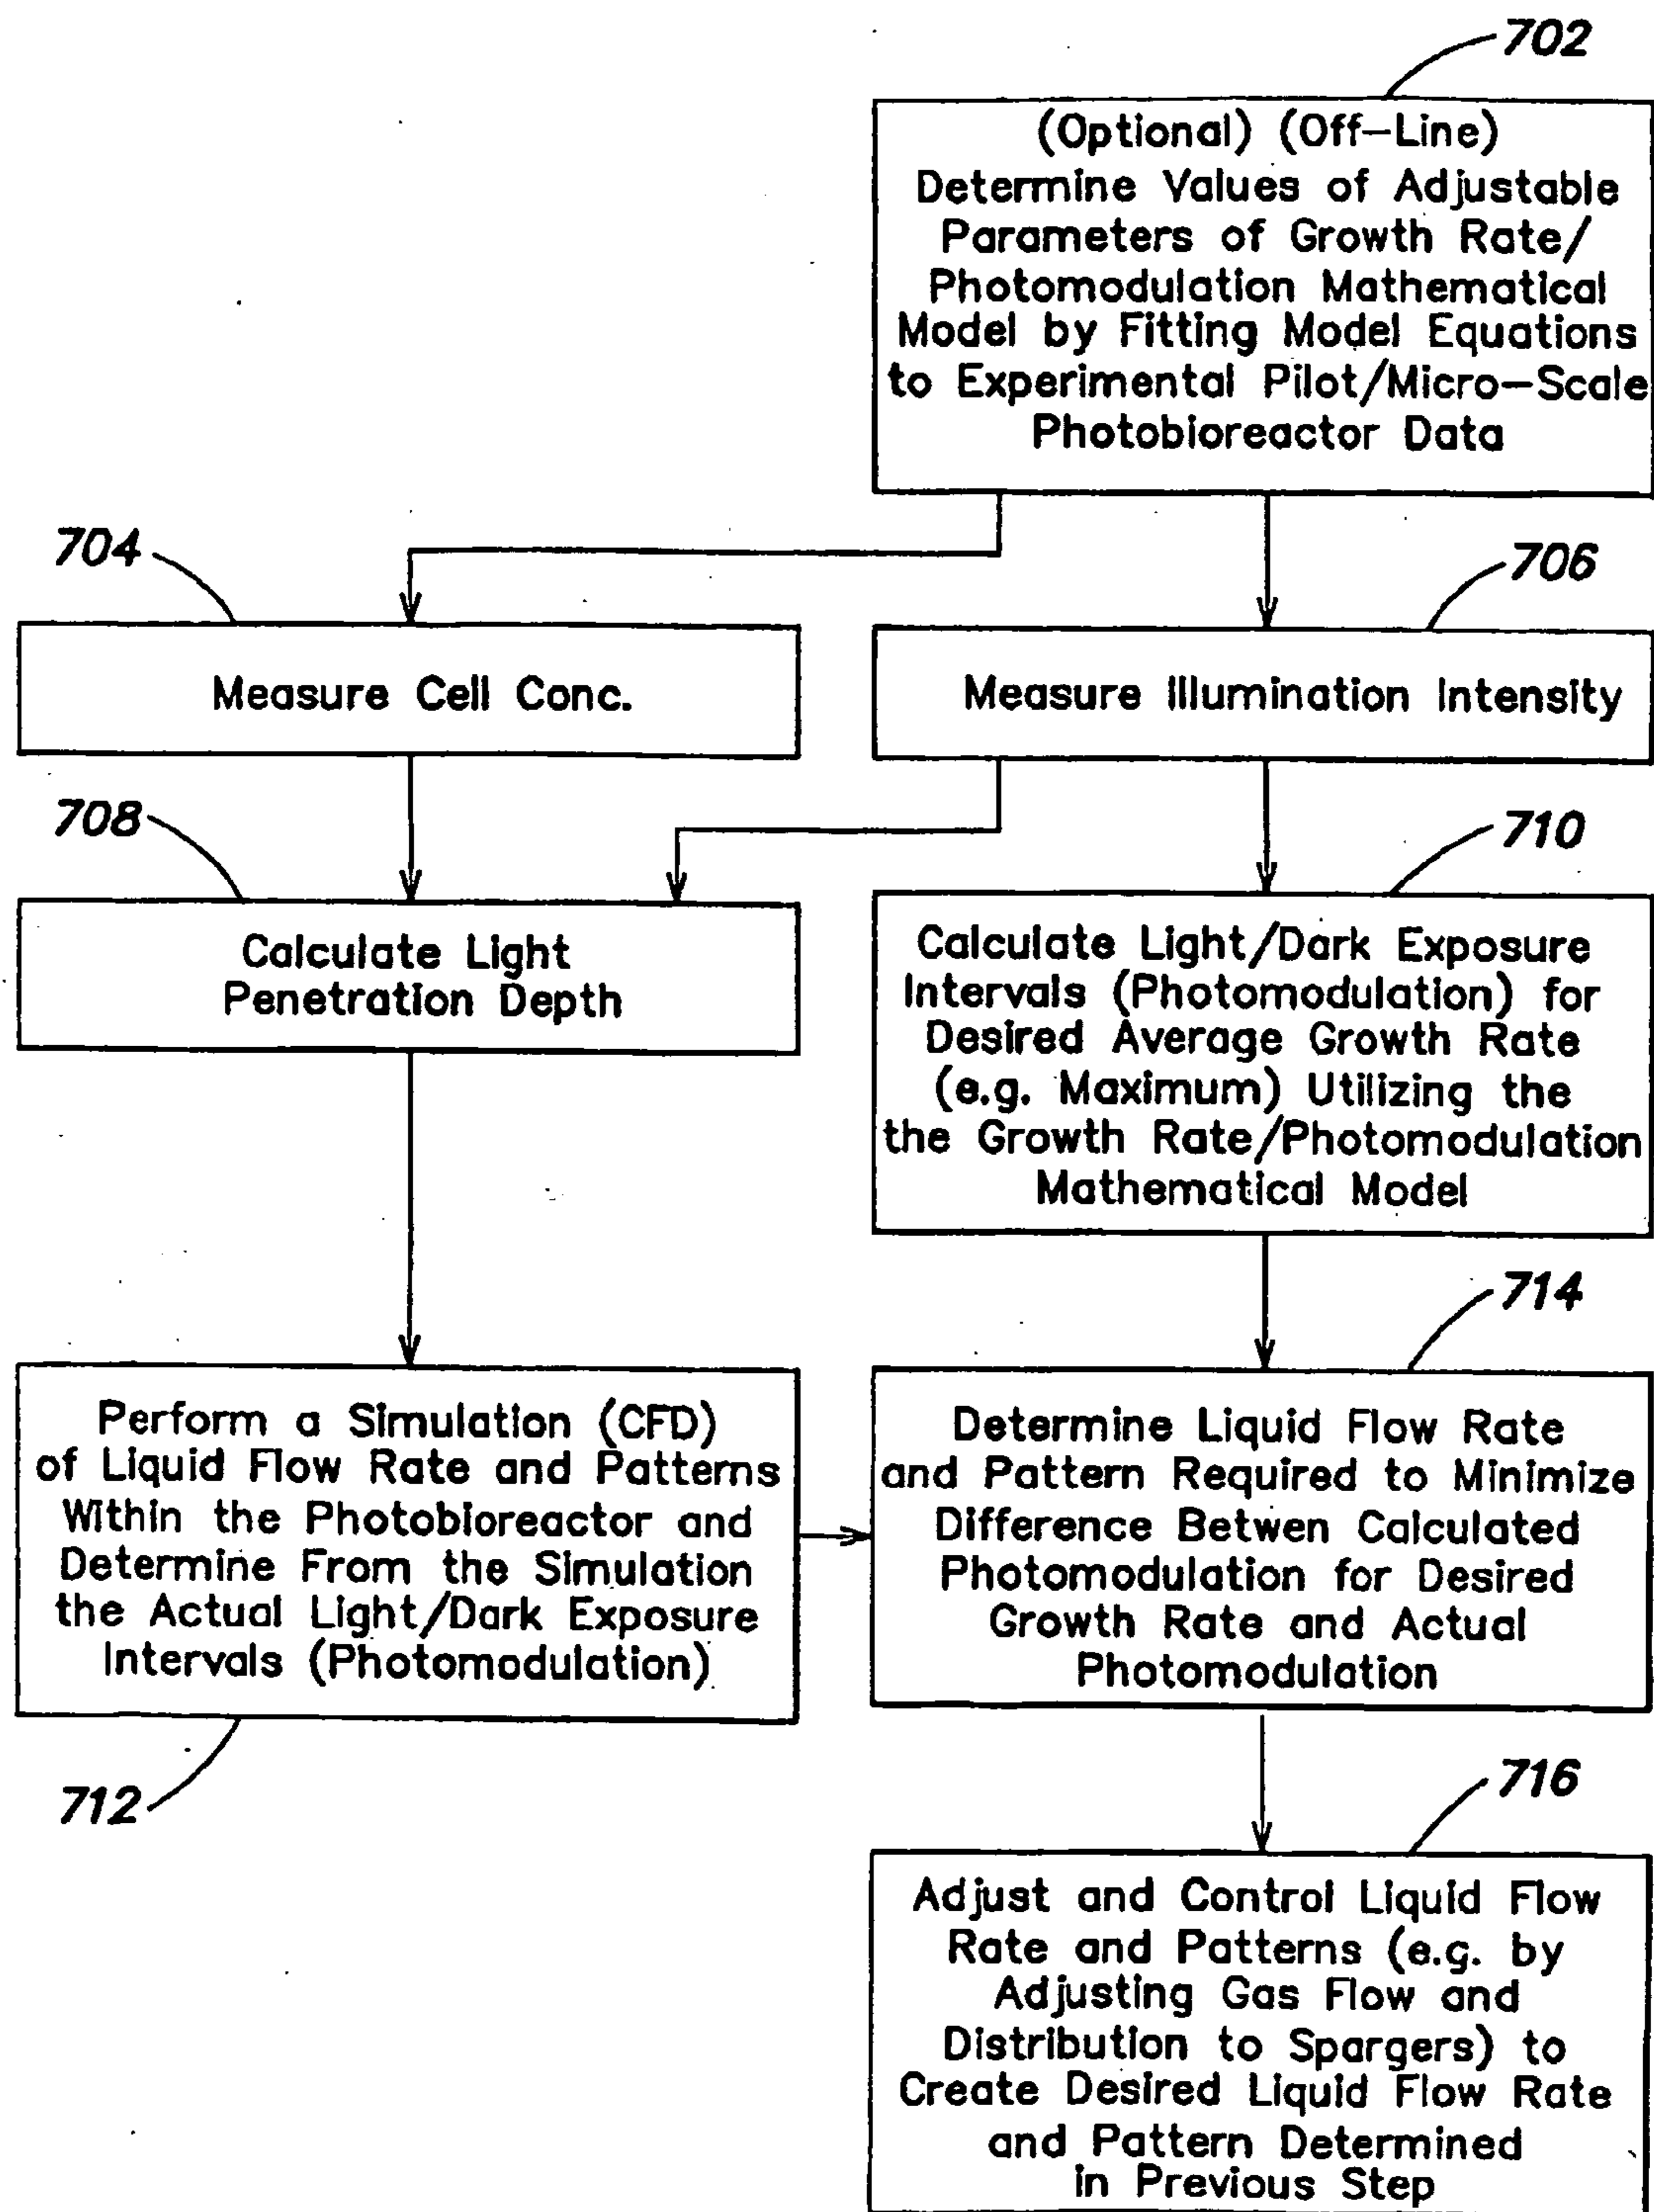 702
(Optional) (Off-Line)
Determine Values of Adjustable
Parameters of Growth Rate/
Photomodulation Mathematical
Model by Fitting Model Equations
to Experimental Pilot/Micro-Scale
Photobioreactor Data
704
706
Measure Cell Conc.
Measure Illumination Intensity
708
710
Calculate Light
Penetration Depth
Calculate Light/Dark Exposure
Intervals (Photomodulation) for
Desired Average Growth Rate
(e.g. Maximum) Utilizing the
the Growth Rate/Photomodulation
Mathematical Model
714
Perform a Simulation (CFD)
of Liquid Flow Rate and Patterns
Within the Photobioreactor and
Determine From the Simulation
the Actual Light/Dark Exposure
Intervals (Photomodulation)
712
Determine Liquid Flow Rate
and Pattern Required to Minimize
Difference Betwen Calculated
Photomodulation for Desired
Growth Rate and Actual
Photomodulation
716
Adjust and Control Liquid Flow
Rate and Patterns (e.g. by
Adjusting Gas Flow and
Distribution to Spargers) to
Create Desired Liquid Flow Rate
and Pattern Determined
in Previous Step